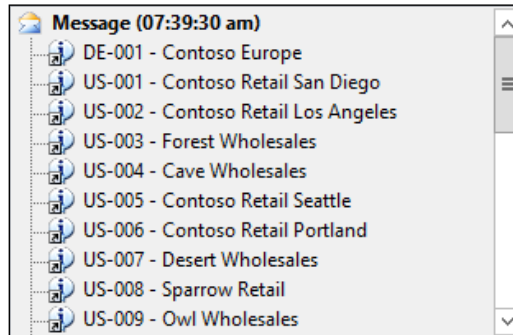 Message (07:39:30 am)
DE-001 - Contoso Europe
US-001 - Contoso Retail San Diego
US-002 - Contoso Retail Los Angeles
US-003 - Forest Wholesales
US-004 - Cave Wholesales
US-005 - Contoso Retail Seattle
US-006 - Contoso Retail Portland
US-007 - Desert Wholesales
US-008 - Sparrow Retail
US-009 - Owl Wholesales